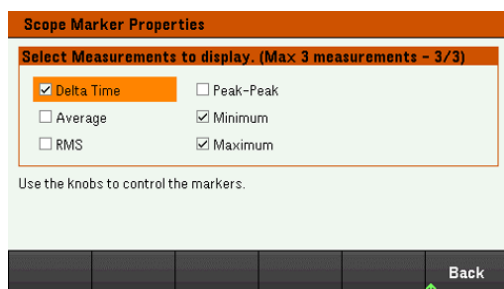 Scope Marker Properties
Select Measurements to display. (Max 3 measurements - 3/3)
Delta Time
Peak-Peak
Average
Minimum
RMS
Maximum
Use the knobs to control the markers.
Back